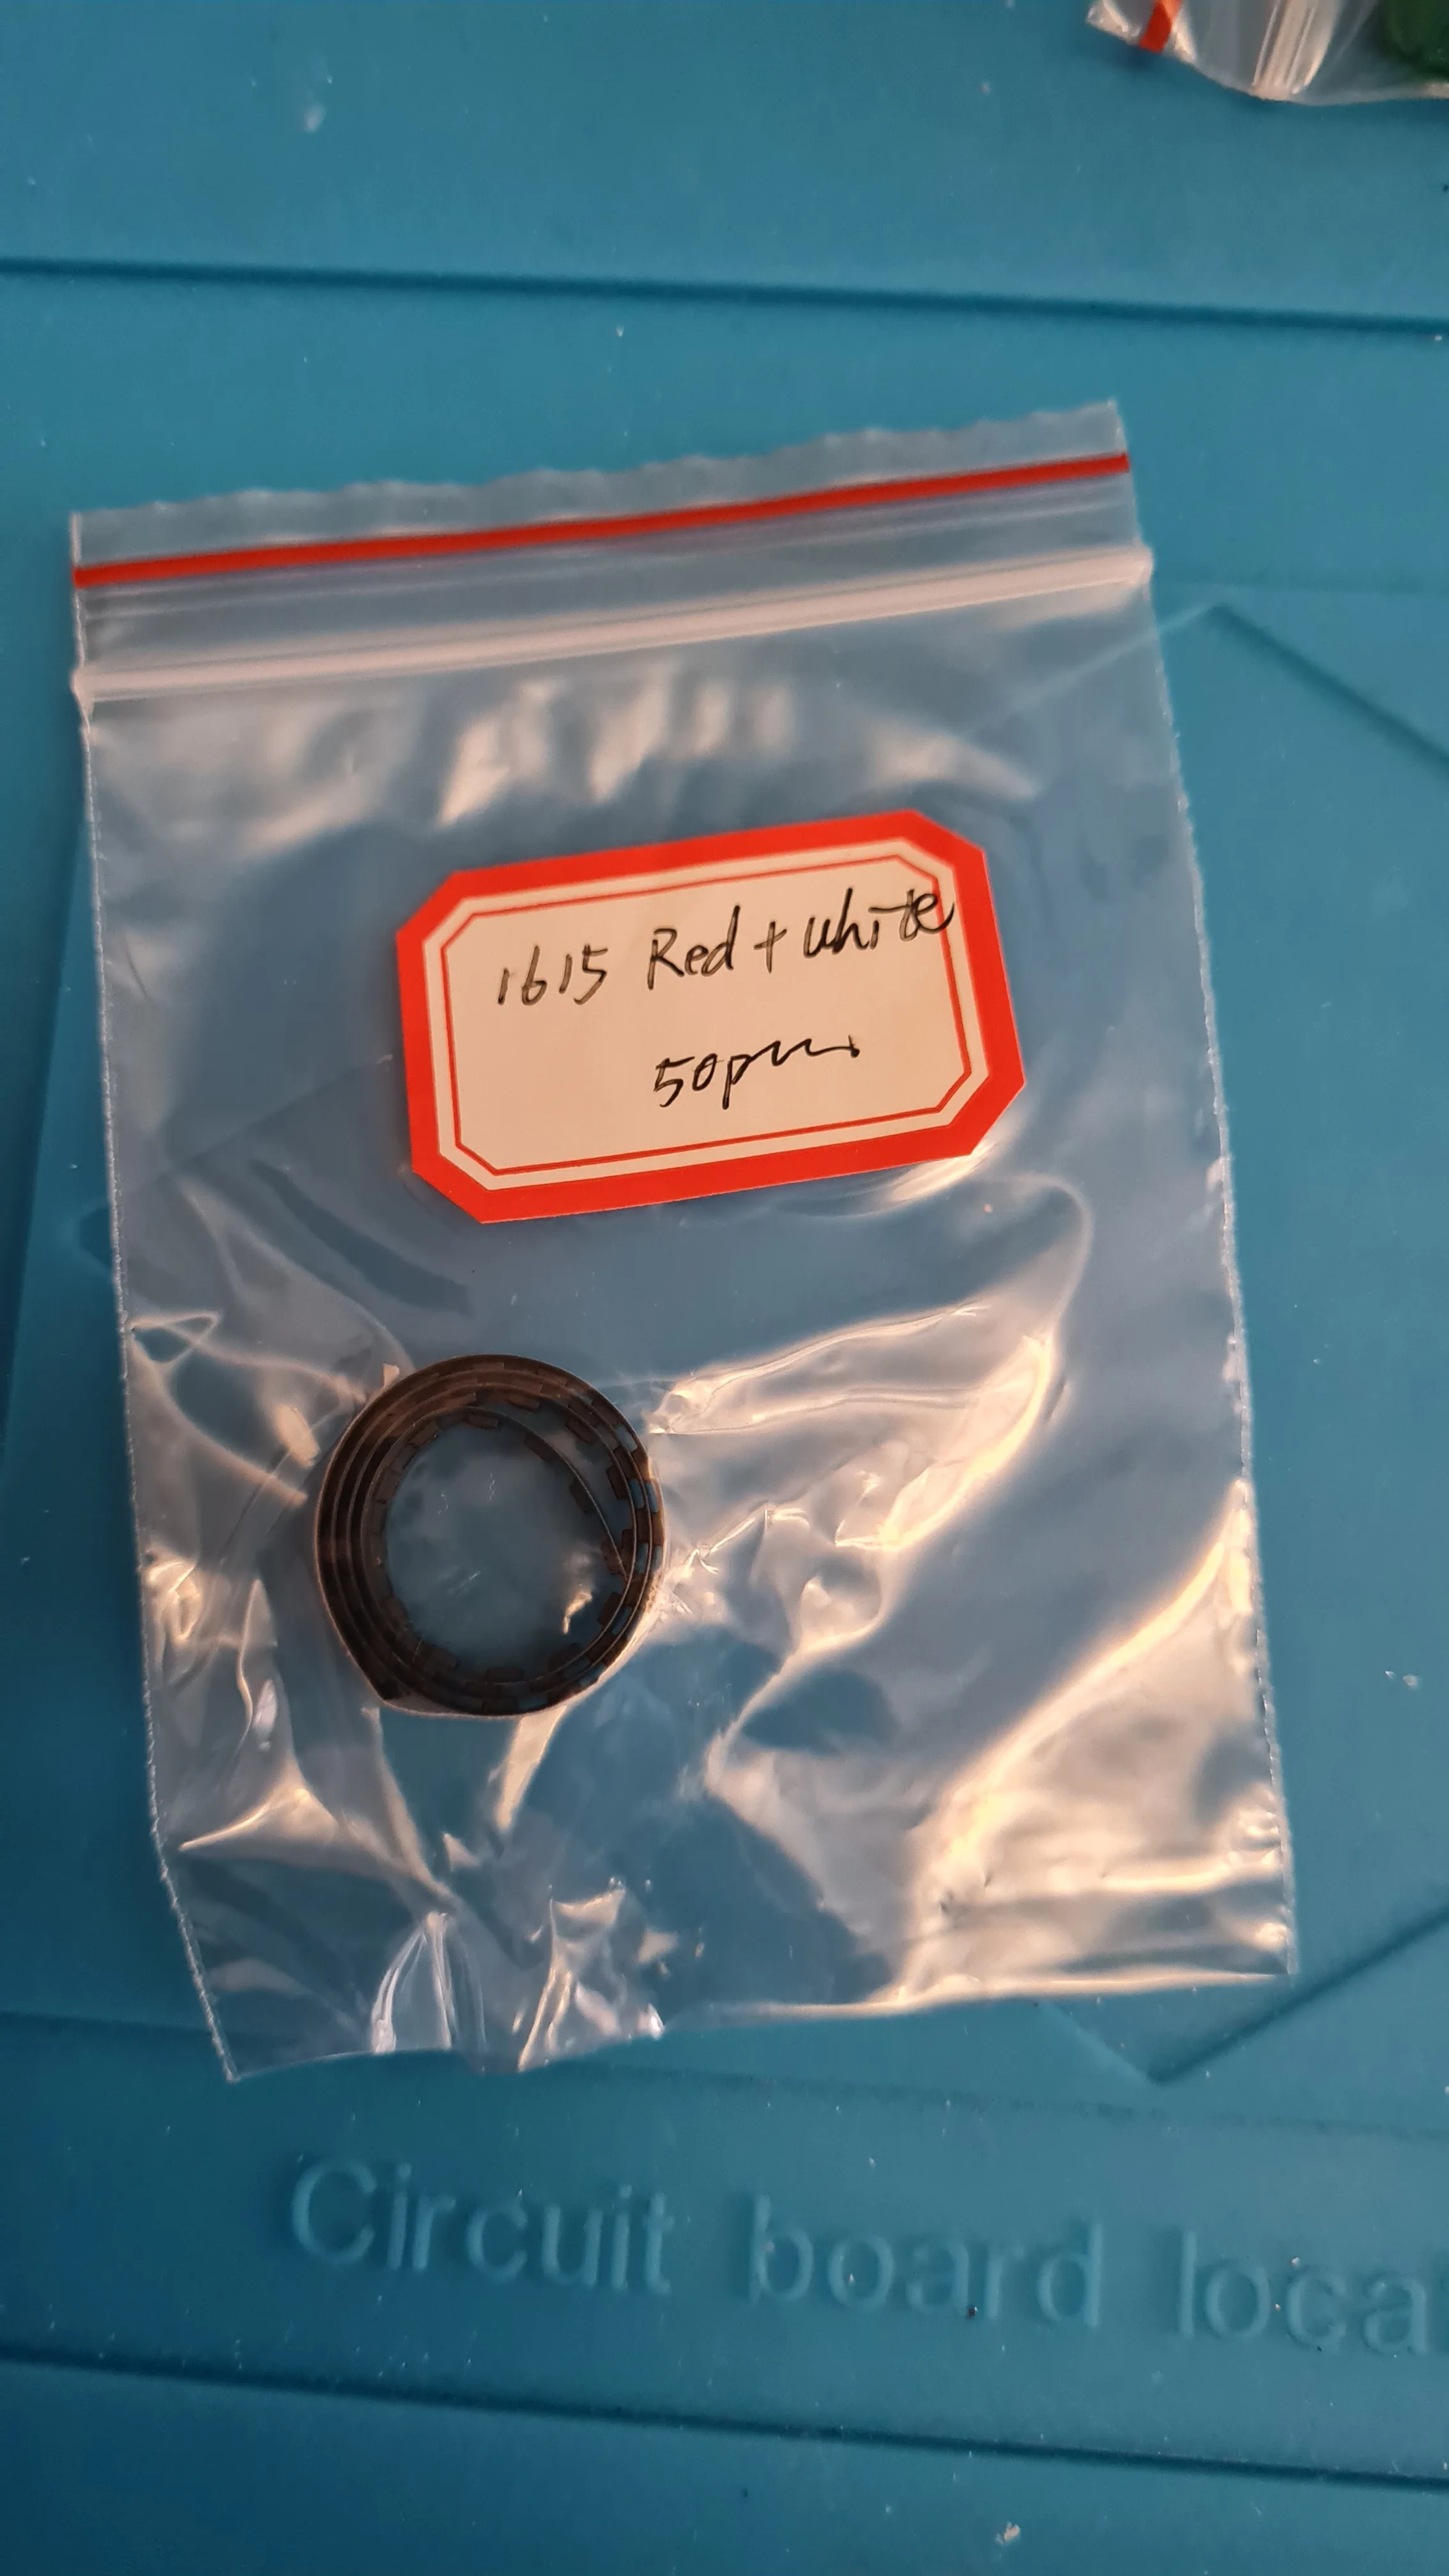 1615 Red + white
50pcs
Circuit board loca